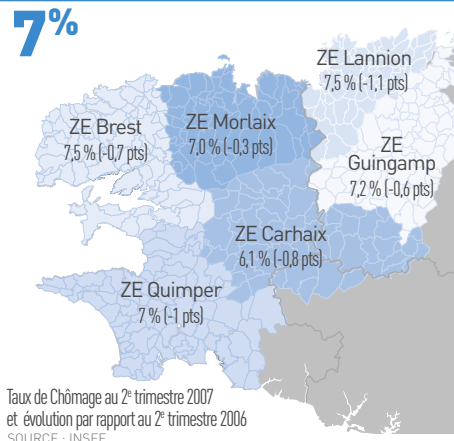 7%
ZE Lannion
7,5 % (-1,1 pts)
ZE Brest
7,5 % (-0,7 pts)
ZE Morlaix
7,0 % (-0,3 pts)
ZE
Guingamp
7,2 % (-0,6 pts)
ZE Carhaix
6,1 % (-0,8 pts)
ZE Quimper
7 % (-1 pts)
Taux de Chômage au 2e trimestre 2007
et évolution par rapport au 2e trimestre 2006
SOURCE : INSEE